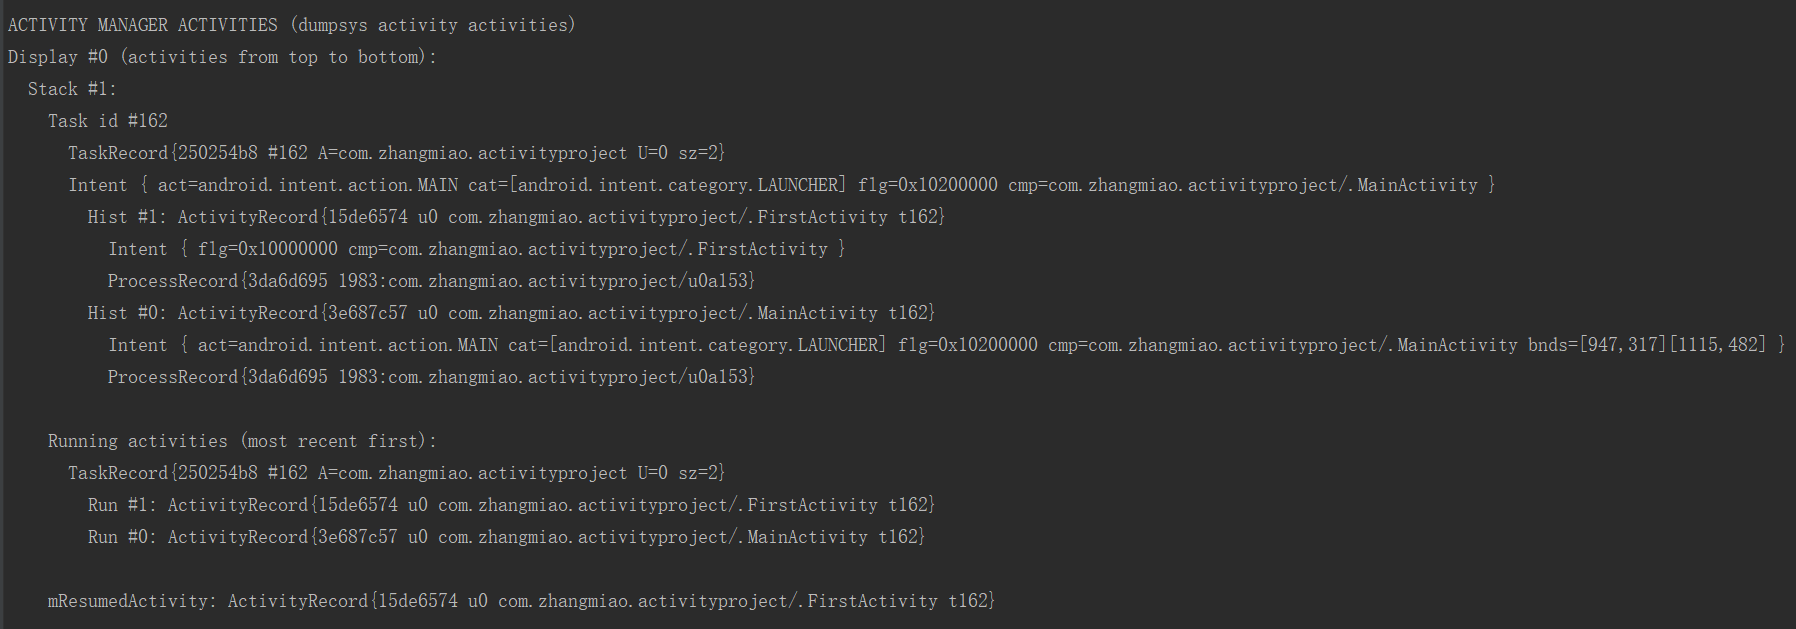 ACTIVITY MANAGER ACTIVITIES (dumpsys activity activities)
Display #0 (activities from top to bottom):
Stack #1:
Task id #162
TaskRecord{250254b8 #162 A=com.zhangmiao.activityproject U=0 sz=2}
Intent { act=android.intent.action.MAIN cat=[android.intent.category.LAUNCHER] flg=0x10200000 cmp=com.zhangmiao.activityproject/.MainActivity }
Hist #1: ActivityRecord{15de6574 u0 com.zhangmiao.activityproject/.FirstActivity t162}
Intent { flg=0x10000000 cmp=com.zhangmiao.activityproject/.FirstActivity }
ProcessRecord{3da6d695 1983:com.zhangmiao.activityproject/u0a153}
Hist #0: ActivityRecord{3e687c57 u0 com.zhangmiao.activityproject/.MainActivity t162}
Intent { act=android.intent.action.MAIN cat=[android.intent.category.LAUNCHER] flg=0x10200000 cmp=com.zhangmiao.activityproject/.MainActivity bnds=[947,317][1115,482] }
ProcessRecord{3da6d695 1983:com.zhangmiao.activityproject/u0a153}
Running activities (most recent first):
TaskRecord{250254b8 #162 A=com.zhangmiao.activityproject U=0 sz=2}
Run #1: ActivityRecord{15de6574 u0 com.zhangmiao.activityproject/.FirstActivity t162}
Run #0: ActivityRecord{3e687c57 u0 com.zhangmiao.activityproject/.MainActivity t162}
mResumedActivity: ActivityRecord{15de6574 u0 com.zhangmiao.activityproject/.FirstActivity t162}